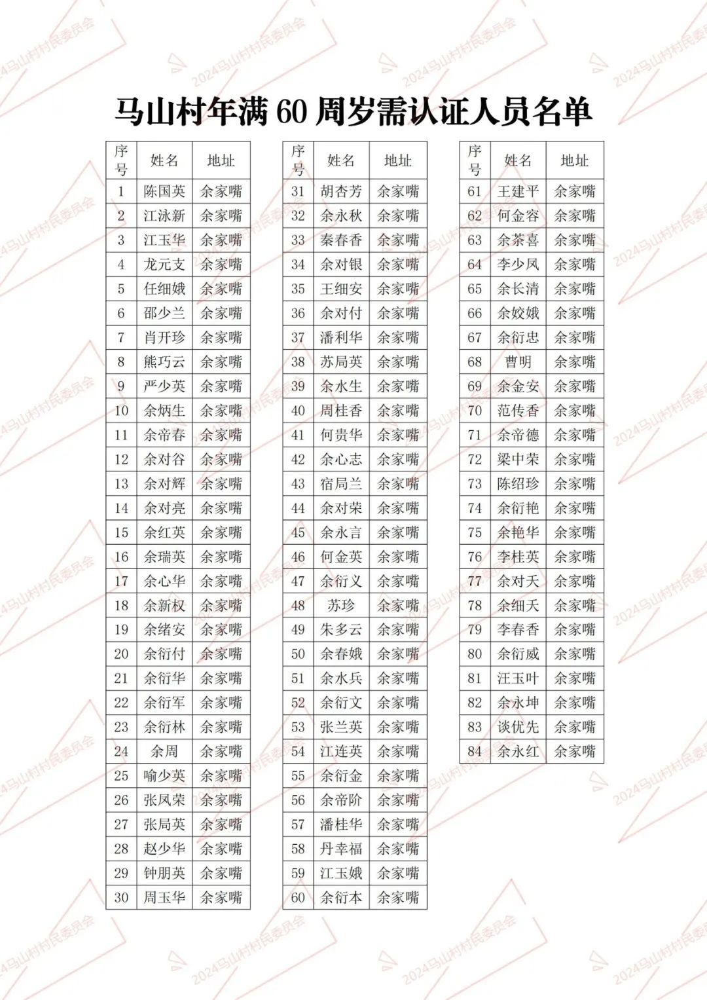 马山村年满 60 周岁需认证人员名单
序号 姓名 地址
1 陈国英 余家嘴
2 江泳新 余家嘴
3 江玉华 余家嘴
4 龙元支 余家嘴
5 任细娥 余家嘴
6 邵少兰 余家嘴
7 肖开珍 余家嘴
8 熊巧云 余家嘴
9 严少英 余家嘴
10 余炳生 余家嘴
11 余帝春 余家嘴
12 余对谷 余家嘴
13 余对辉 余家嘴
14 余对亮 余家嘴
15 余红英 余家嘴
16 余瑞英 余家嘴
17 余心华 余家嘴
18 余新权 余家嘴
19 余绪安 余家嘴
20 余衍付 余家嘴
21 余衍华 余家嘴
22 余衍军 余家嘴
23 余衍林 余家嘴
24 余周 余家嘴
25 喻少英 余家嘴
26 张凤荣 余家嘴
27 张局英 余家嘴
28 赵少华 余家嘴
29 钟朋英 余家嘴
30 周玉华 余家嘴
序号 姓名 地址
31 胡杏芳 余家嘴
32 余永秋 余家嘴
33 秦春香 余家嘴
34 余对银 余家嘴
35 王细安 余家嘴
36 余对付 余家嘴
37 潘利华 余家嘴
38 苏局英 余家嘴
39 余水生 余家嘴
40 周桂香 余家嘴
41 何贵华 余家嘴
42 余心志 余家嘴
43 宿局兰 余家嘴
44 余对荣 余家嘴
45 余永言 余家嘴
46 何金英 余家嘴
47 余衍义 余家嘴
48 苏珍 余家嘴
49 朱多云 余家嘴
50 余春娥 余家嘴
51 余水兵 余家嘴
52 余衍文 余家嘴
53 张兰英 余家嘴
54 江连英 余家嘴
55 余衍金 余家嘴
56 余帝阶 余家嘴
57 潘桂华 余家嘴
58 丹幸福 余家嘴
59 江玉娥 余家嘴
60 余衍本 余家嘴
序号 姓名 地址
61 王建平 余家嘴
62 何金容 余家嘴
63 余茶喜 余家嘴
64 李少凤 余家嘴
65 余长清 余家嘴
66 余姣娥 余家嘴
67 余衍忠 余家嘴
68 曹明 余家嘴
69 余金安 余家嘴
70 范传香 余家嘴
71 余帝德 余家嘴
72 梁中荣 余家嘴
73 陈绍珍 余家嘴
74 余衍艳 余家嘴
75 余艳华 余家嘴
76 李桂英 余家嘴
77 余对夭 余家嘴
78 余细夭 余家嘴
79 李春香 余家嘴
80 余衍威 余家嘴
81 汪玉叶 余家嘴
82 余永坤 余家嘴
83 谈优先 余家嘴
84 余永红 余家嘴
2024马山村村民委员会